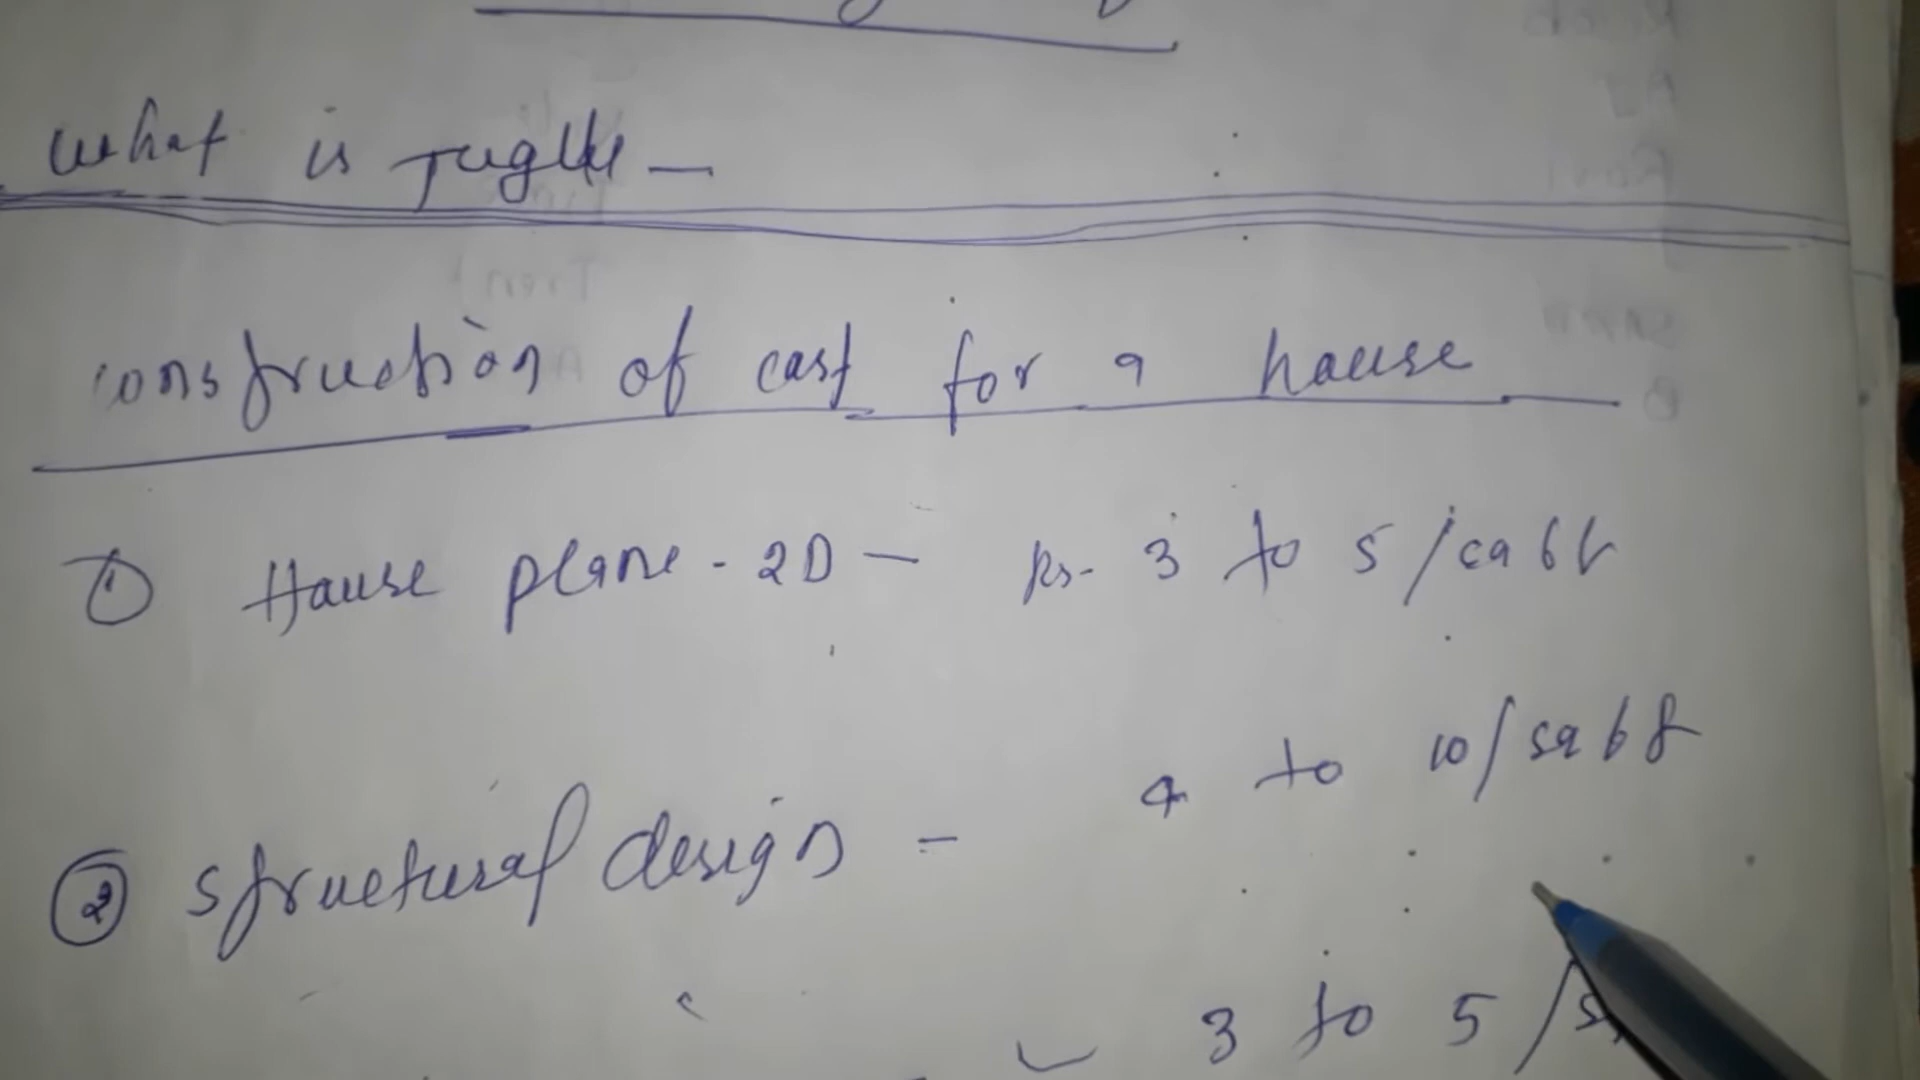 what is
construction of cast for a hause
① Hause plane - 2D — Rs- 3 to 5 /sqft
② structural design - 4 to 10/sqft
3 to 5 /s